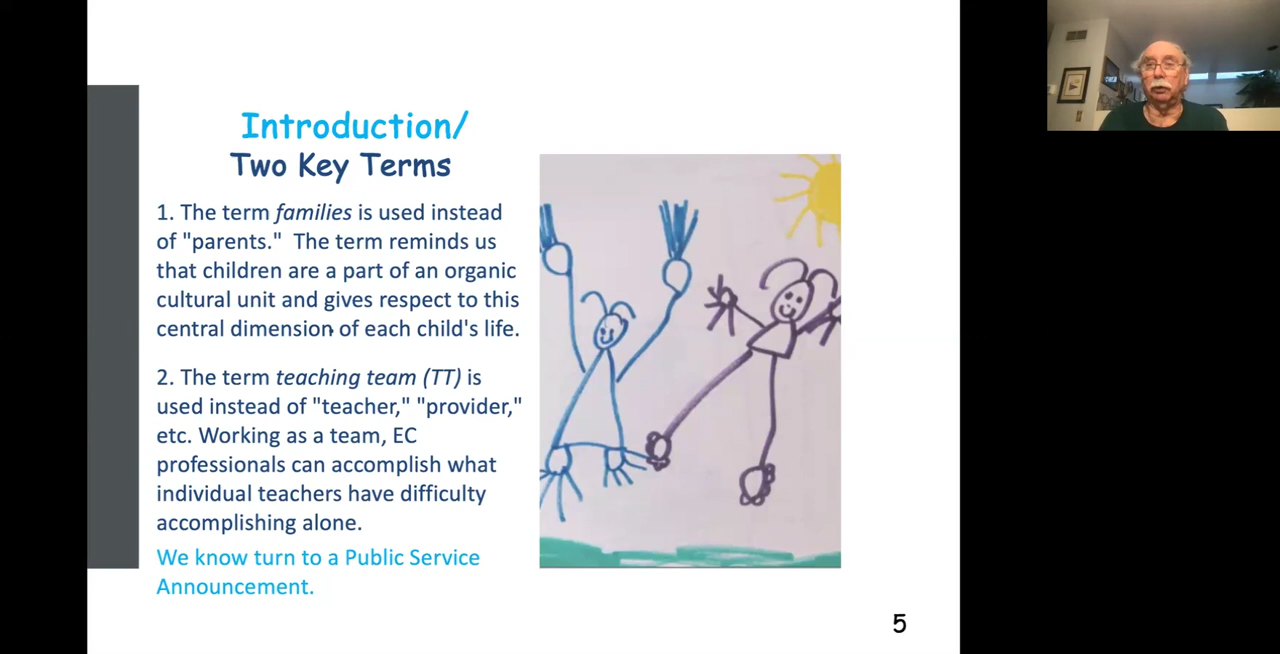 Introduction/
Two Key Terms
1. The term families is used instead
of "parents."  The term reminds us
that children are a part of an organic
cultural unit and gives respect to this
central dimension of each child's life.
2. The term teaching team (TT) is
used instead of "teacher," "provider,"
etc. Working as a team, EC
professionals can accomplish what
individual teachers have difficulty
accomplishing alone.
We know turn to a Public Service
Announcement.
5